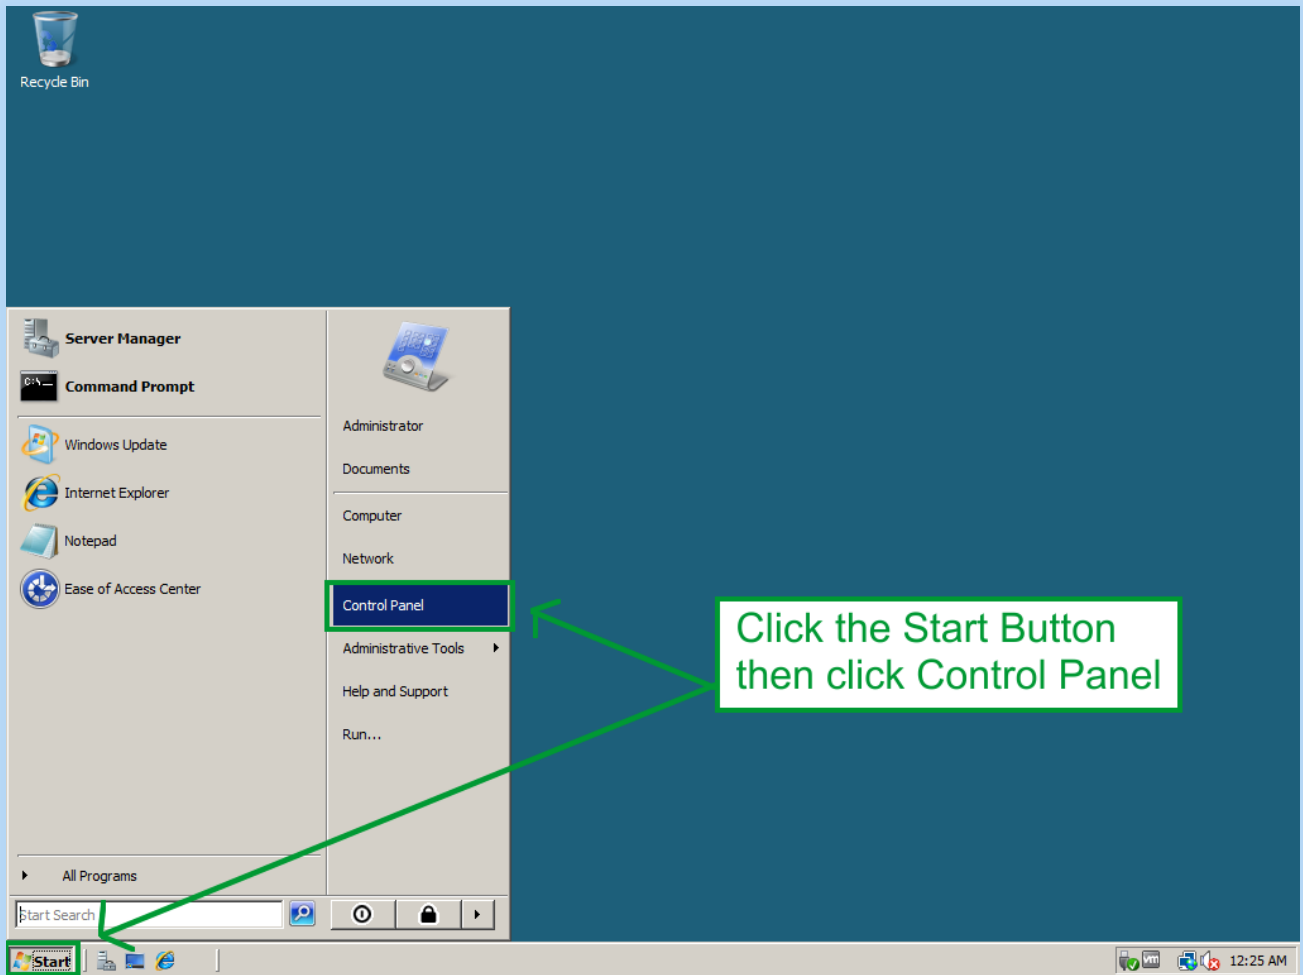 Recycle Bin
Server Manager
C:\
Command Prompt
Windows Update
Internet Explorer
Notepad
Ease of Access Center
All Programs
Start Search
Administrator
Documents
Computer
Network
Control Panel
Administrative Tools
Help and Support
Run...
Click the Start Button
then click Control Panel
Start
vm
12:25 AM